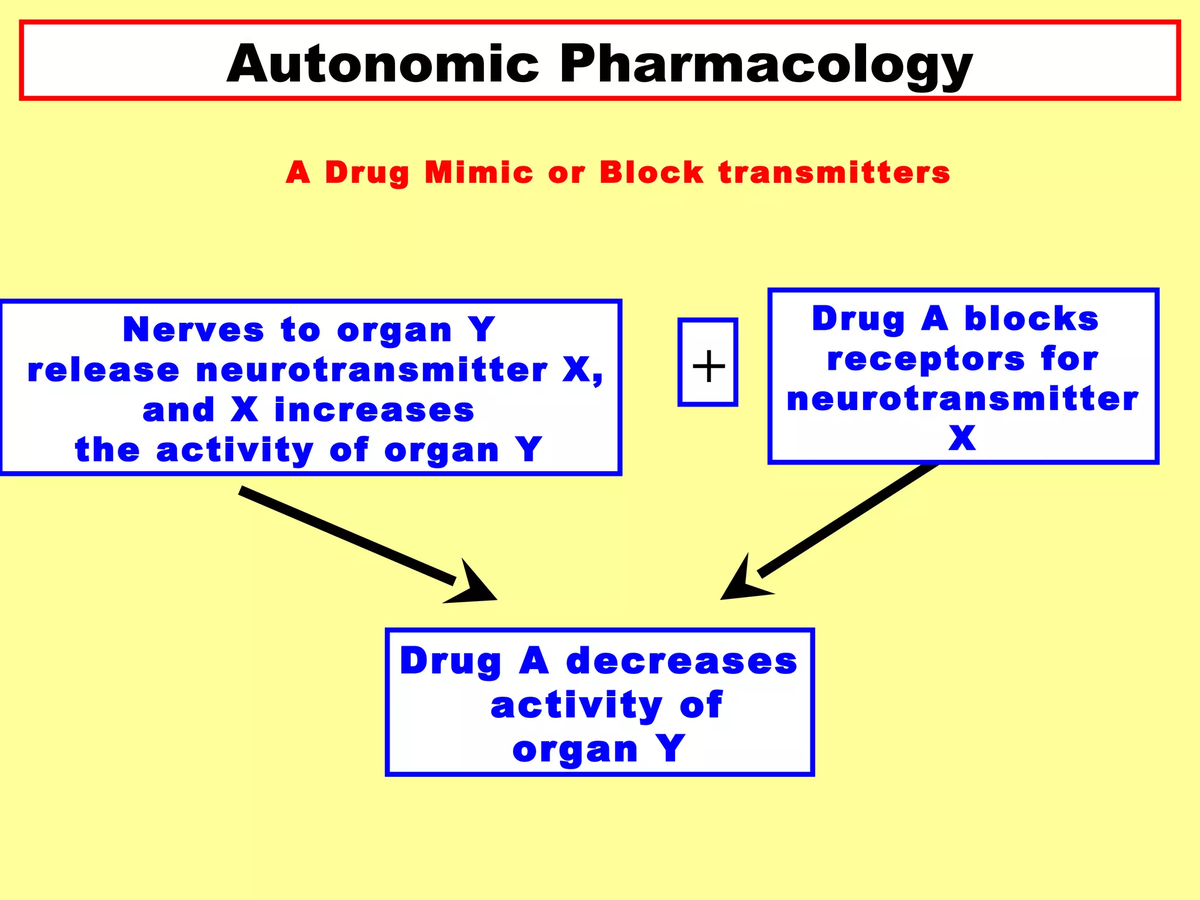 Autonomic Pharmacology
A Drug Mimic or Block transmitters
Nerves to organ Y
release neurotransmitter X,
and X increases
the activity of organ Y
+
Drug A blocks
receptors for
neurotransmitter
X
Drug A decreases
activity of
organ Y